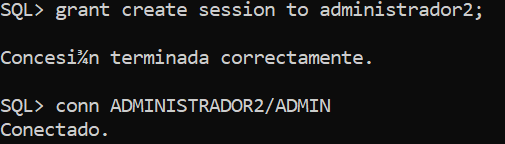 SQL> grant create session to administrador2;
Concesi¾n terminada correctamente.
SQL> conn ADMINISTRADOR2/ADMIN
Conectado.